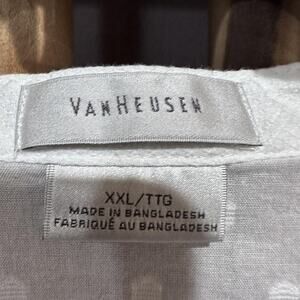 VANHEUSEN
XXL/TTG
MADE IN BANGLADESH
FABRIQUÉ AU BANGLADESH